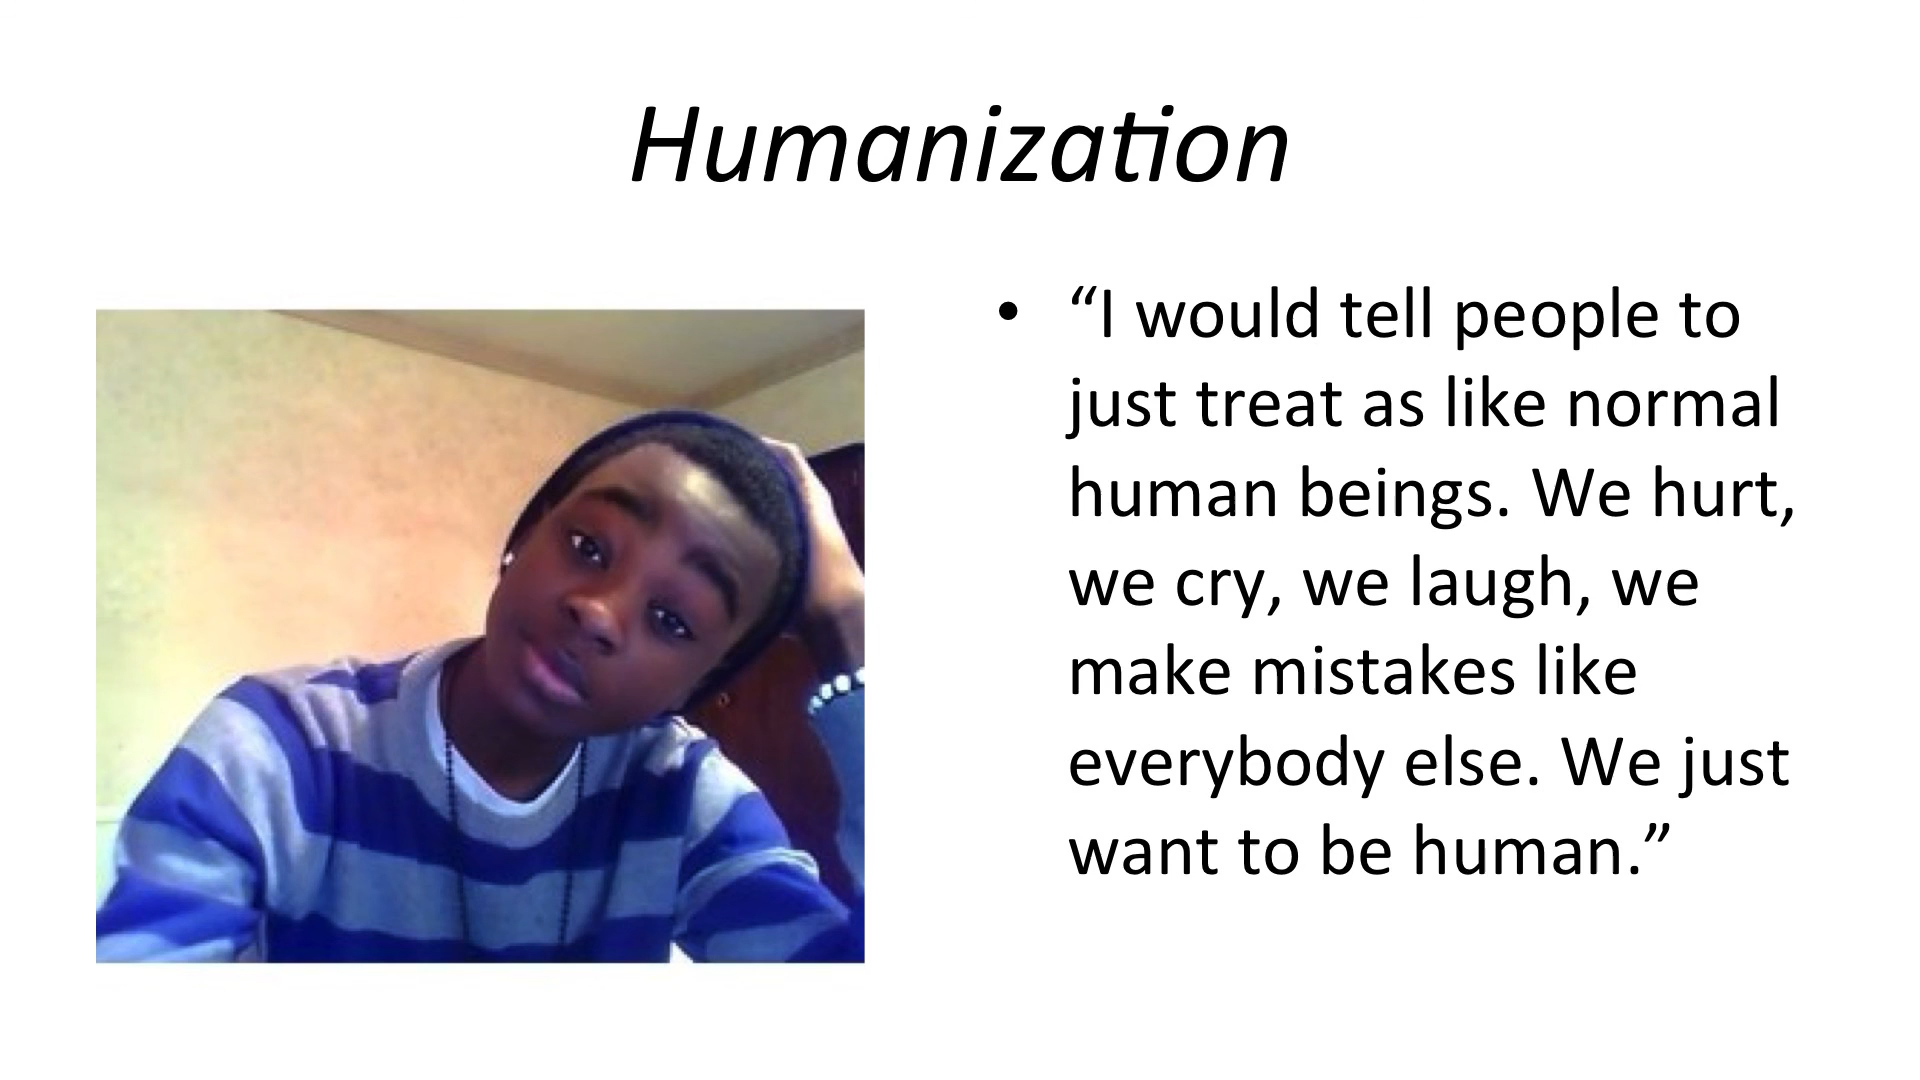 Humanization
• “I would tell people to
just treat as like normal
human beings. We hurt,
we cry, we laugh, we
make mistakes like
everybody else. We just
want to be human.”